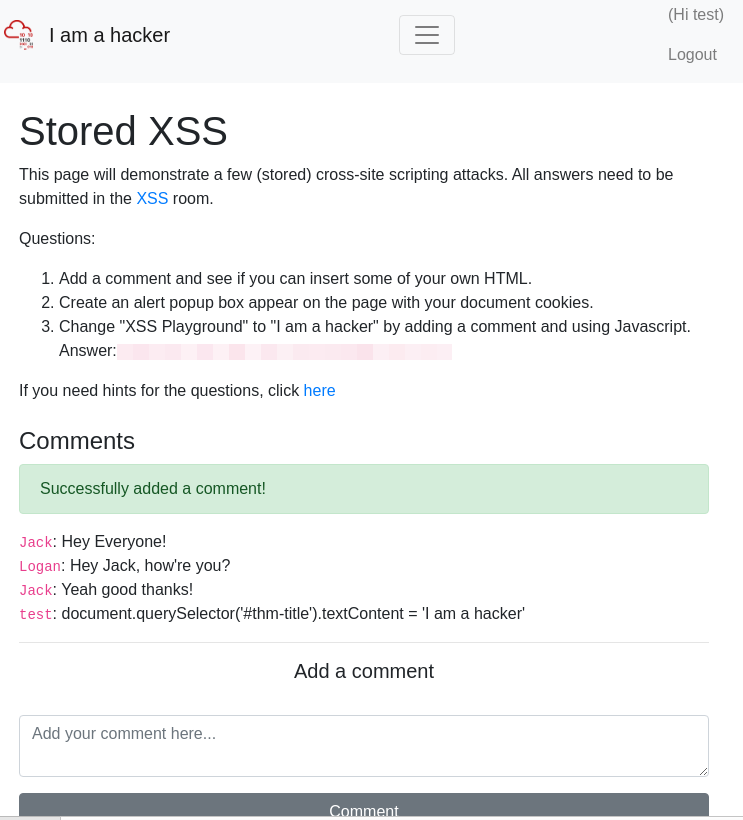 I am a hacker
(Hi test)
Logout
Stored XSS
This page will demonstrate a few (stored) cross-site scripting attacks. All answers need to be
submitted in the XSS room.
Questions:
1. Add a comment and see if you can insert some of your own HTML.
2. Create an alert popup box appear on the page with your document cookies.
3. Change "XSS Playground" to "I am a hacker" by adding a comment and using Javascript.
Answer:
If you need hints for the questions, click here
Comments
Successfully added a comment!
Jack: Hey Everyone!
Logan: Hey Jack, how're you?
Jack: Yeah good thanks!
test: document.querySelector('#thm-title').textContent = 'I am a hacker'
Add a comment
Add your comment here...
Comment